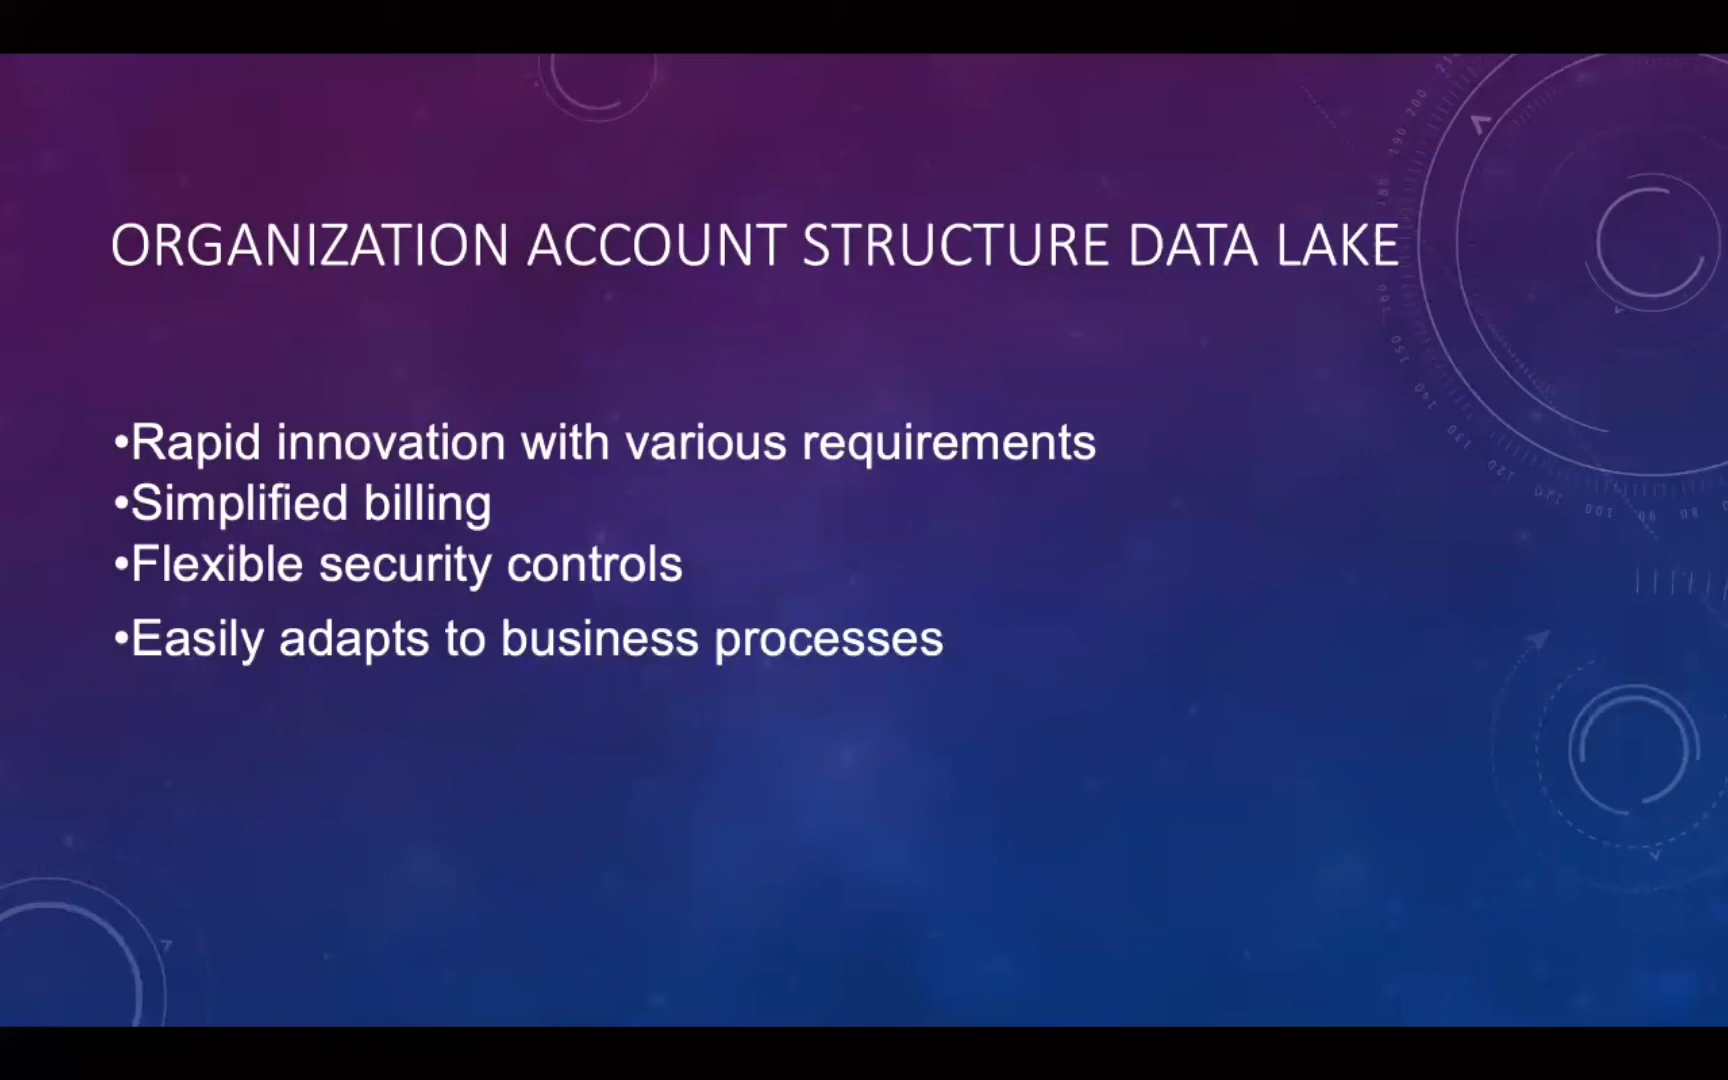 ORGANIZATION ACCOUNT STRUCTURE DATA LAKE
•Rapid innovation with various requirements
•Simplified billing
•Flexible security controls
•Easily adapts to business processes